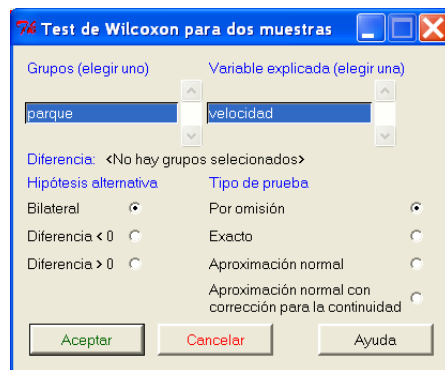 Test de Wilcoxon para dos muestras
Grupos (elegir uno) Variable explicada (elegir una)
parque velocidad
Diferencia: <No hay grupos seleccionados>
Hipótesis alternativa Tipo de prueba
Bilateral Por omisión
Diferencia < 0 Exacto
Diferencia > 0 Aproximación normal
Aproximación normal con
corrección para la continuidad
Aceptar Cancelar Ayuda